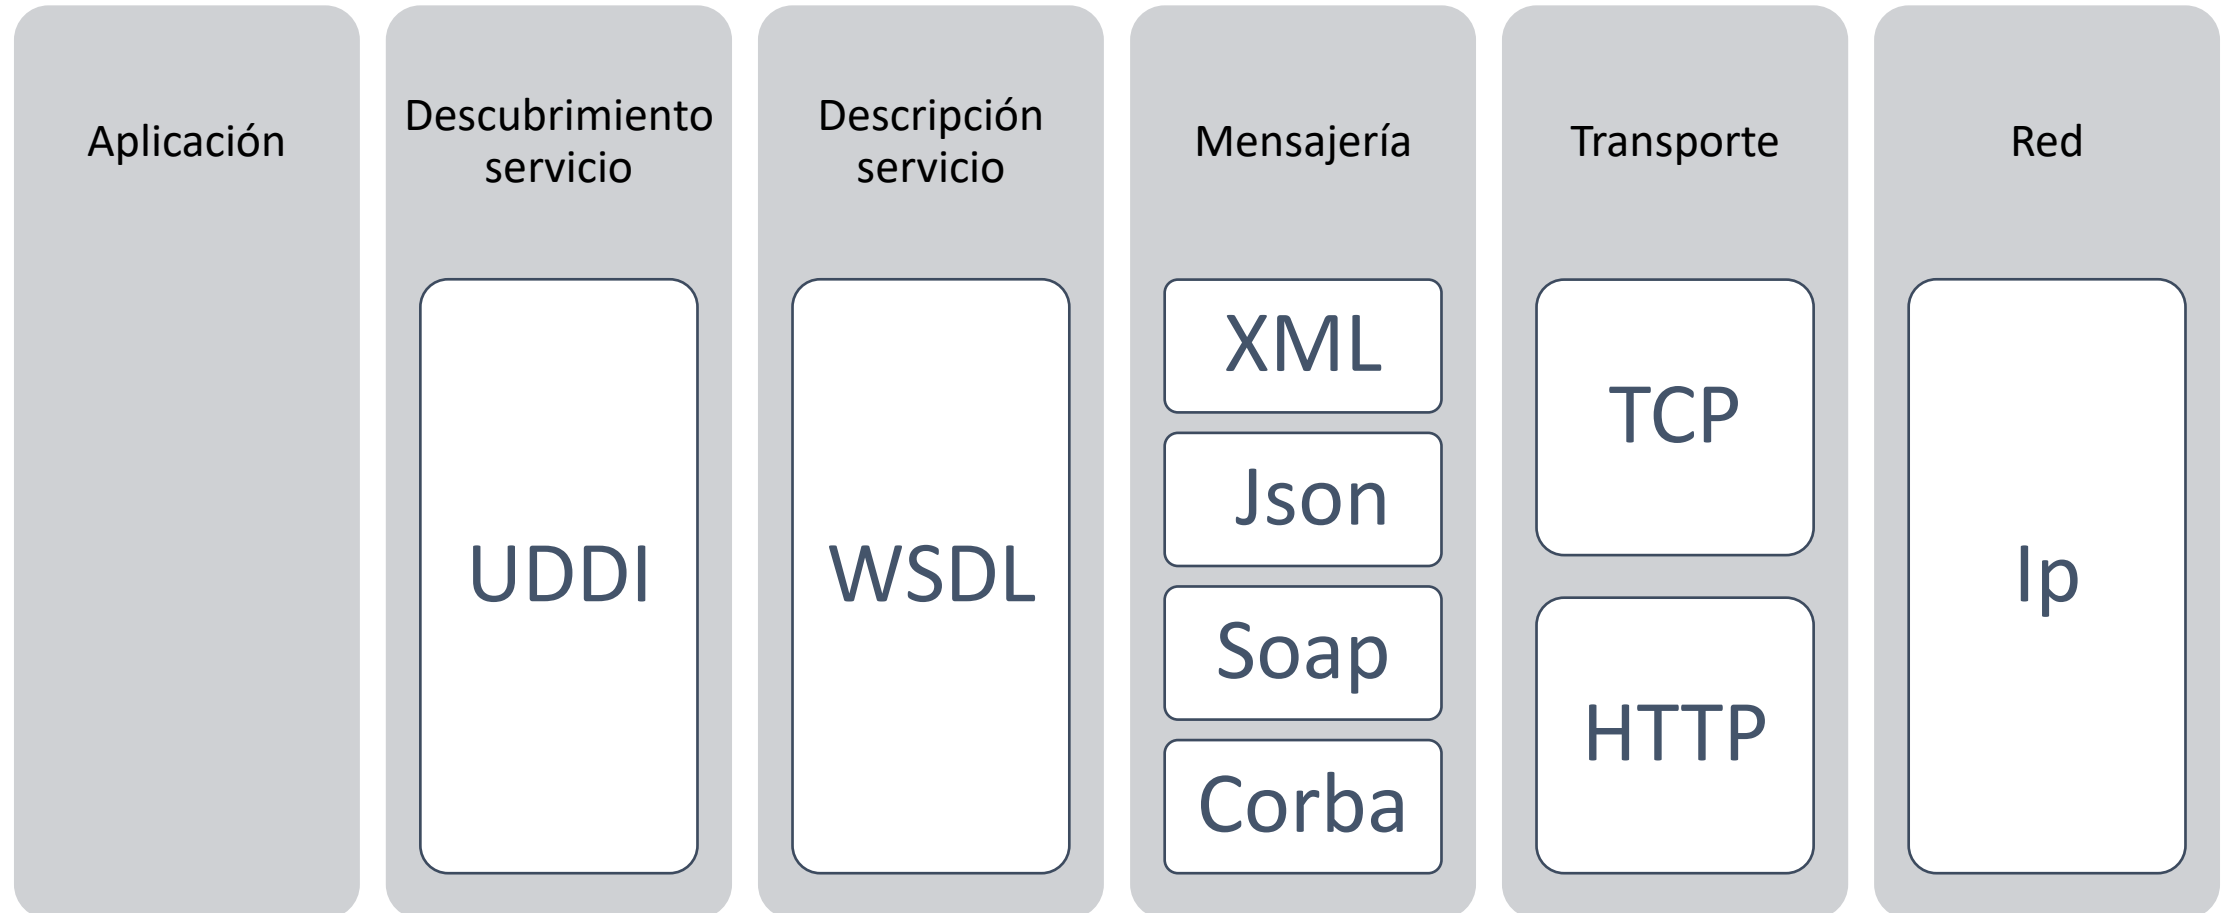 Aplicación
Descubrimiento
servicio
UDDI
Descripción
servicio
WSDL
Mensajería
XML
Json
Soap
Corba
Transporte
TCP
HTTP
Red
Ip